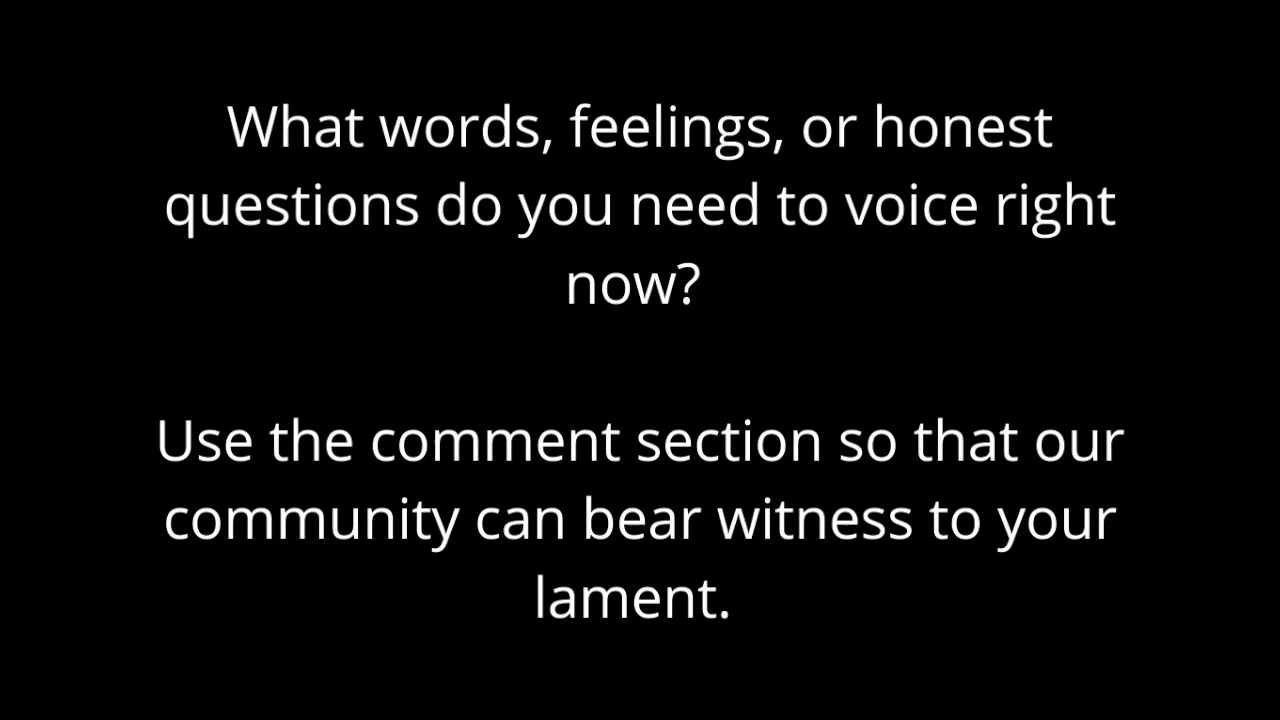 What words, feelings, or honest
questions do you need to voice right
now?
Use the comment section so that our
community can bear witness to your
lament.